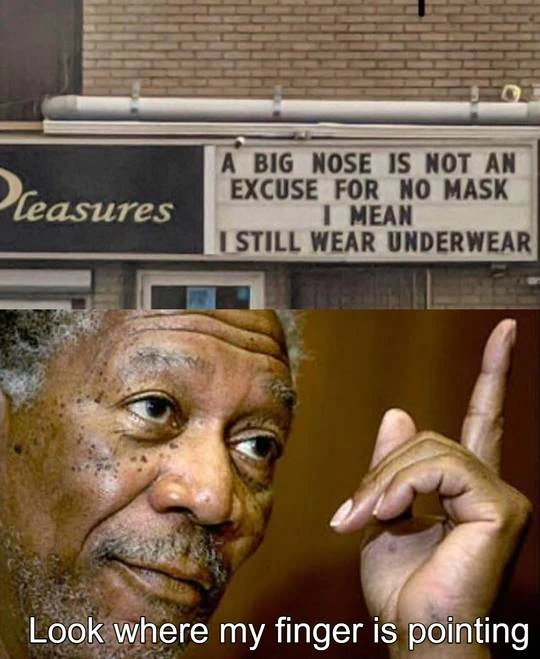 Pleasures
A BIG NOSE IS NOT AN
EXCUSE FOR NO MASK
I MEAN
I STILL WEAR UNDERWEAR
Look where my finger is pointing